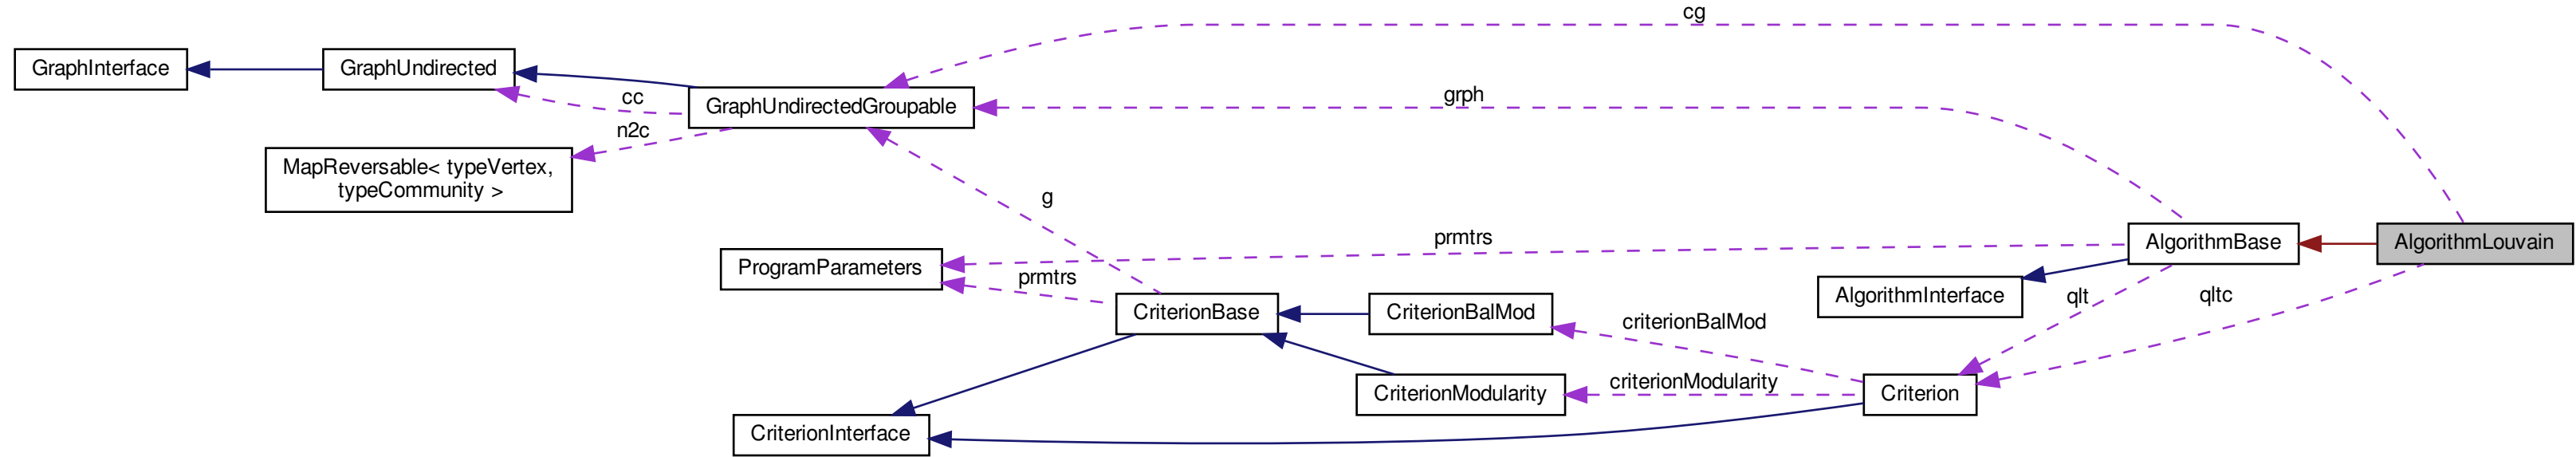 cg
GraphInterface
GraphUndirected
cc
GraphUndirectedGroupable
grph
n2c
MapReversable< typeVertex,
typeCommunity >
g
prmtrs
AlgorithmBase
AlgorithmLouvain
ProgramParameters
prmtrs
AlgorithmInterface
qlt
qltc
CriterionBase
CriterionBalMod
criterionBalMod
criterionModularity
CriterionModularity
Criterion
CriterionInterface